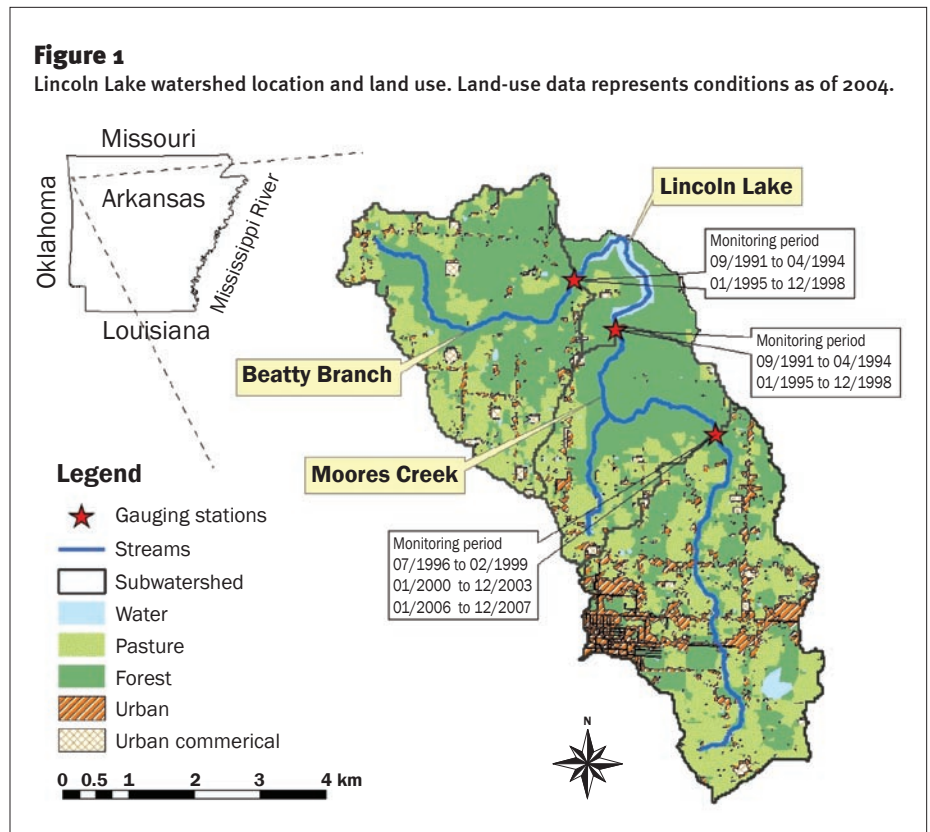 Figure 1
Lincoln Lake watershed location and land use. Land-use data represents conditions as of 2004.
Missouri
Oklahoma
Arkansas
Mississippi River
Louisiana
Lincoln Lake
Monitoring period
09/1991 to 04/1994
01/1995 to 12/1998
Monitoring period
09/1991 to 04/1994
01/1995 to 12/1998
Beatty Branch
Moores Creek
Monitoring period
07/1996 to 02/1999
01/2000 to 12/2003
01/2006 to 12/2007
Legend
Gauging stations
Streams
Subwatershed
Water
Pasture
Forest
Urban
Urban commerical
N
0 0.5 1 2 3 4 km